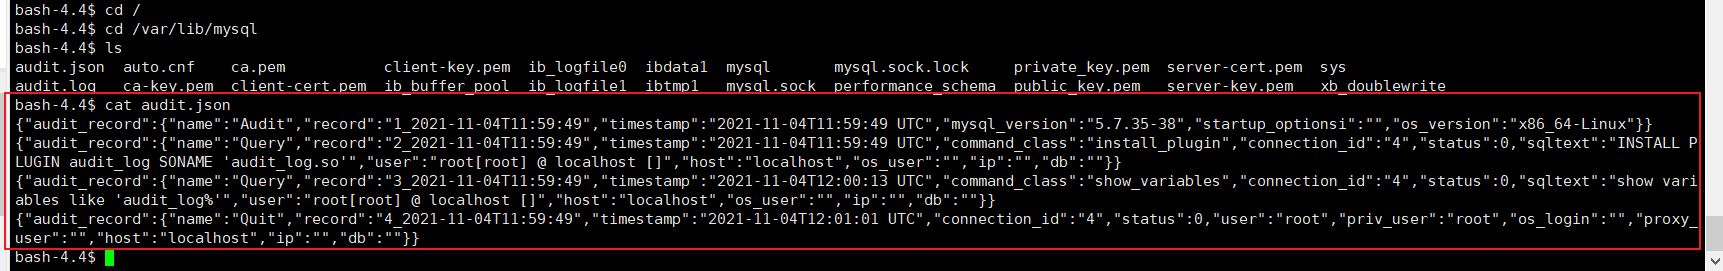 bash-4.4$ cd /
bash-4.4$ cd /var/lib/mysql
bash-4.4$ ls
audit.json  auto.cnf  ca.pem  client-key.pem  ib_logfile0  ibdata1  mysql  mysql.sock.lock  private_key.pem  server-cert.pem  sys
audit.log  ca-key.pem  client-cert.pem  ib_buffer_pool  ib_logfile1  ibtmp1  mysql.sock  performance_schema  public_key.pem  server-key.pem  xb_doublewrite
bash-4.4$ cat audit.json
{"audit_record":{"name":"Audit","record":"1_2021-11-04T11:59:49","timestamp":"2021-11-04T11:59:49 UTC","mysql_version":"5.7.35-38","startup_optionsi":"","os_version":"x86_64-Linux"}}
{"audit_record":{"name":"Query","record":"2_2021-11-04T11:59:49","timestamp":"2021-11-04T11:59:49 UTC","command_class":"install_plugin","connection_id":"4","status":0,"sqltext":"INSTALL P
LUGIN audit_log SONAME 'audit_log.so'","user":"root[root] @ localhost []","host":"localhost","os_user":"","ip":"","db":""}}
{"audit_record":{"name":"Query","record":"3_2021-11-04T11:59:49","timestamp":"2021-11-04T12:00:13 UTC","command_class":"show_variables","connection_id":"4","status":0,"sqltext":"show vari
ables like 'audit_log%'","user":"root[root] @ localhost []","host":"localhost","os_user":"","ip":"","db":""}}
{"audit_record":{"name":"Quit","record":"4_2021-11-04T11:59:49","timestamp":"2021-11-04T12:01:01 UTC","connection_id":"4","status":0,"user":"root","priv_user":"root","os_login":"","proxy_
user":"","host":"localhost","ip":"","db":""}}
bash-4.4$